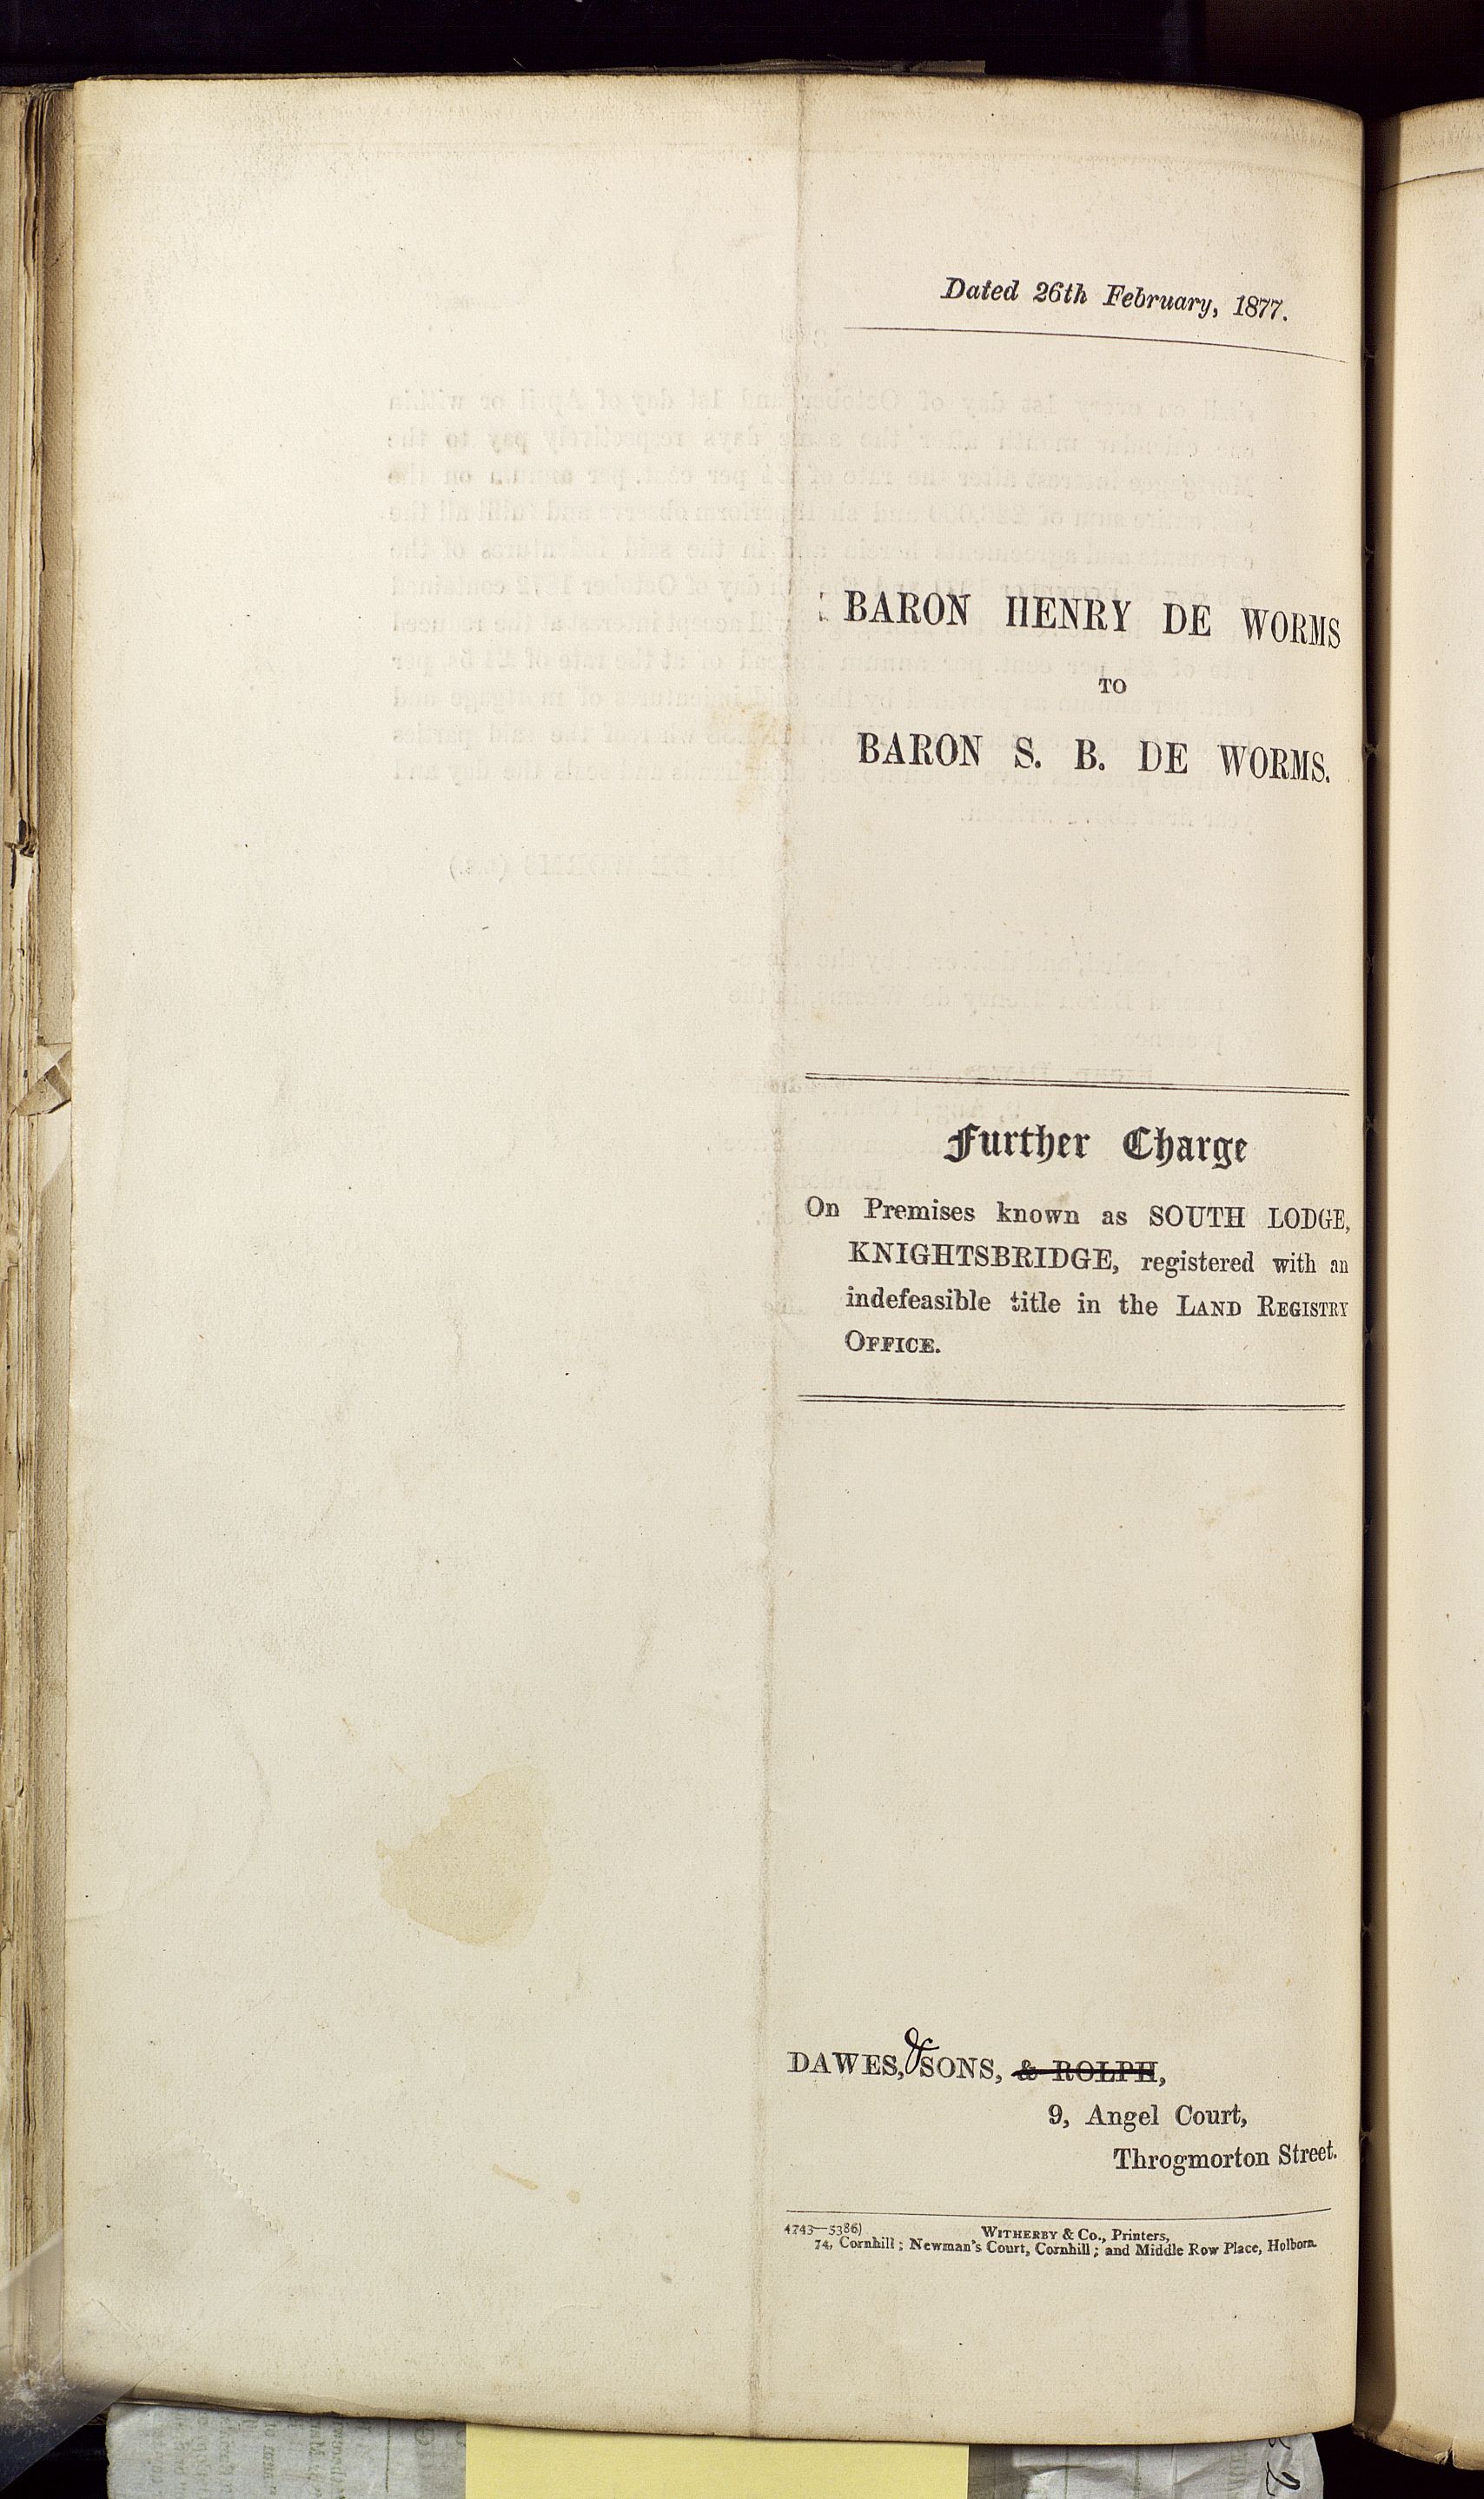 Dated 26th February, 1877.
BARON HENRY DE WORMS
TO
BARON S. B. DE WORMS.
Further Charge
On Premises known as SOUTH LODGE,
KNIGHTSBRIDGE, registered with an
indefeasible title in the LAND REGISTRY
OFFICE.
DAWES, & SONS, & ROLPH,
9, Angel Court,
Throgmorton Street.
4743—5386) WITHERBY & Co., Printers,
74, Cornhill; Newman's Court, Cornhill; and Middle Row Place, Holborn.